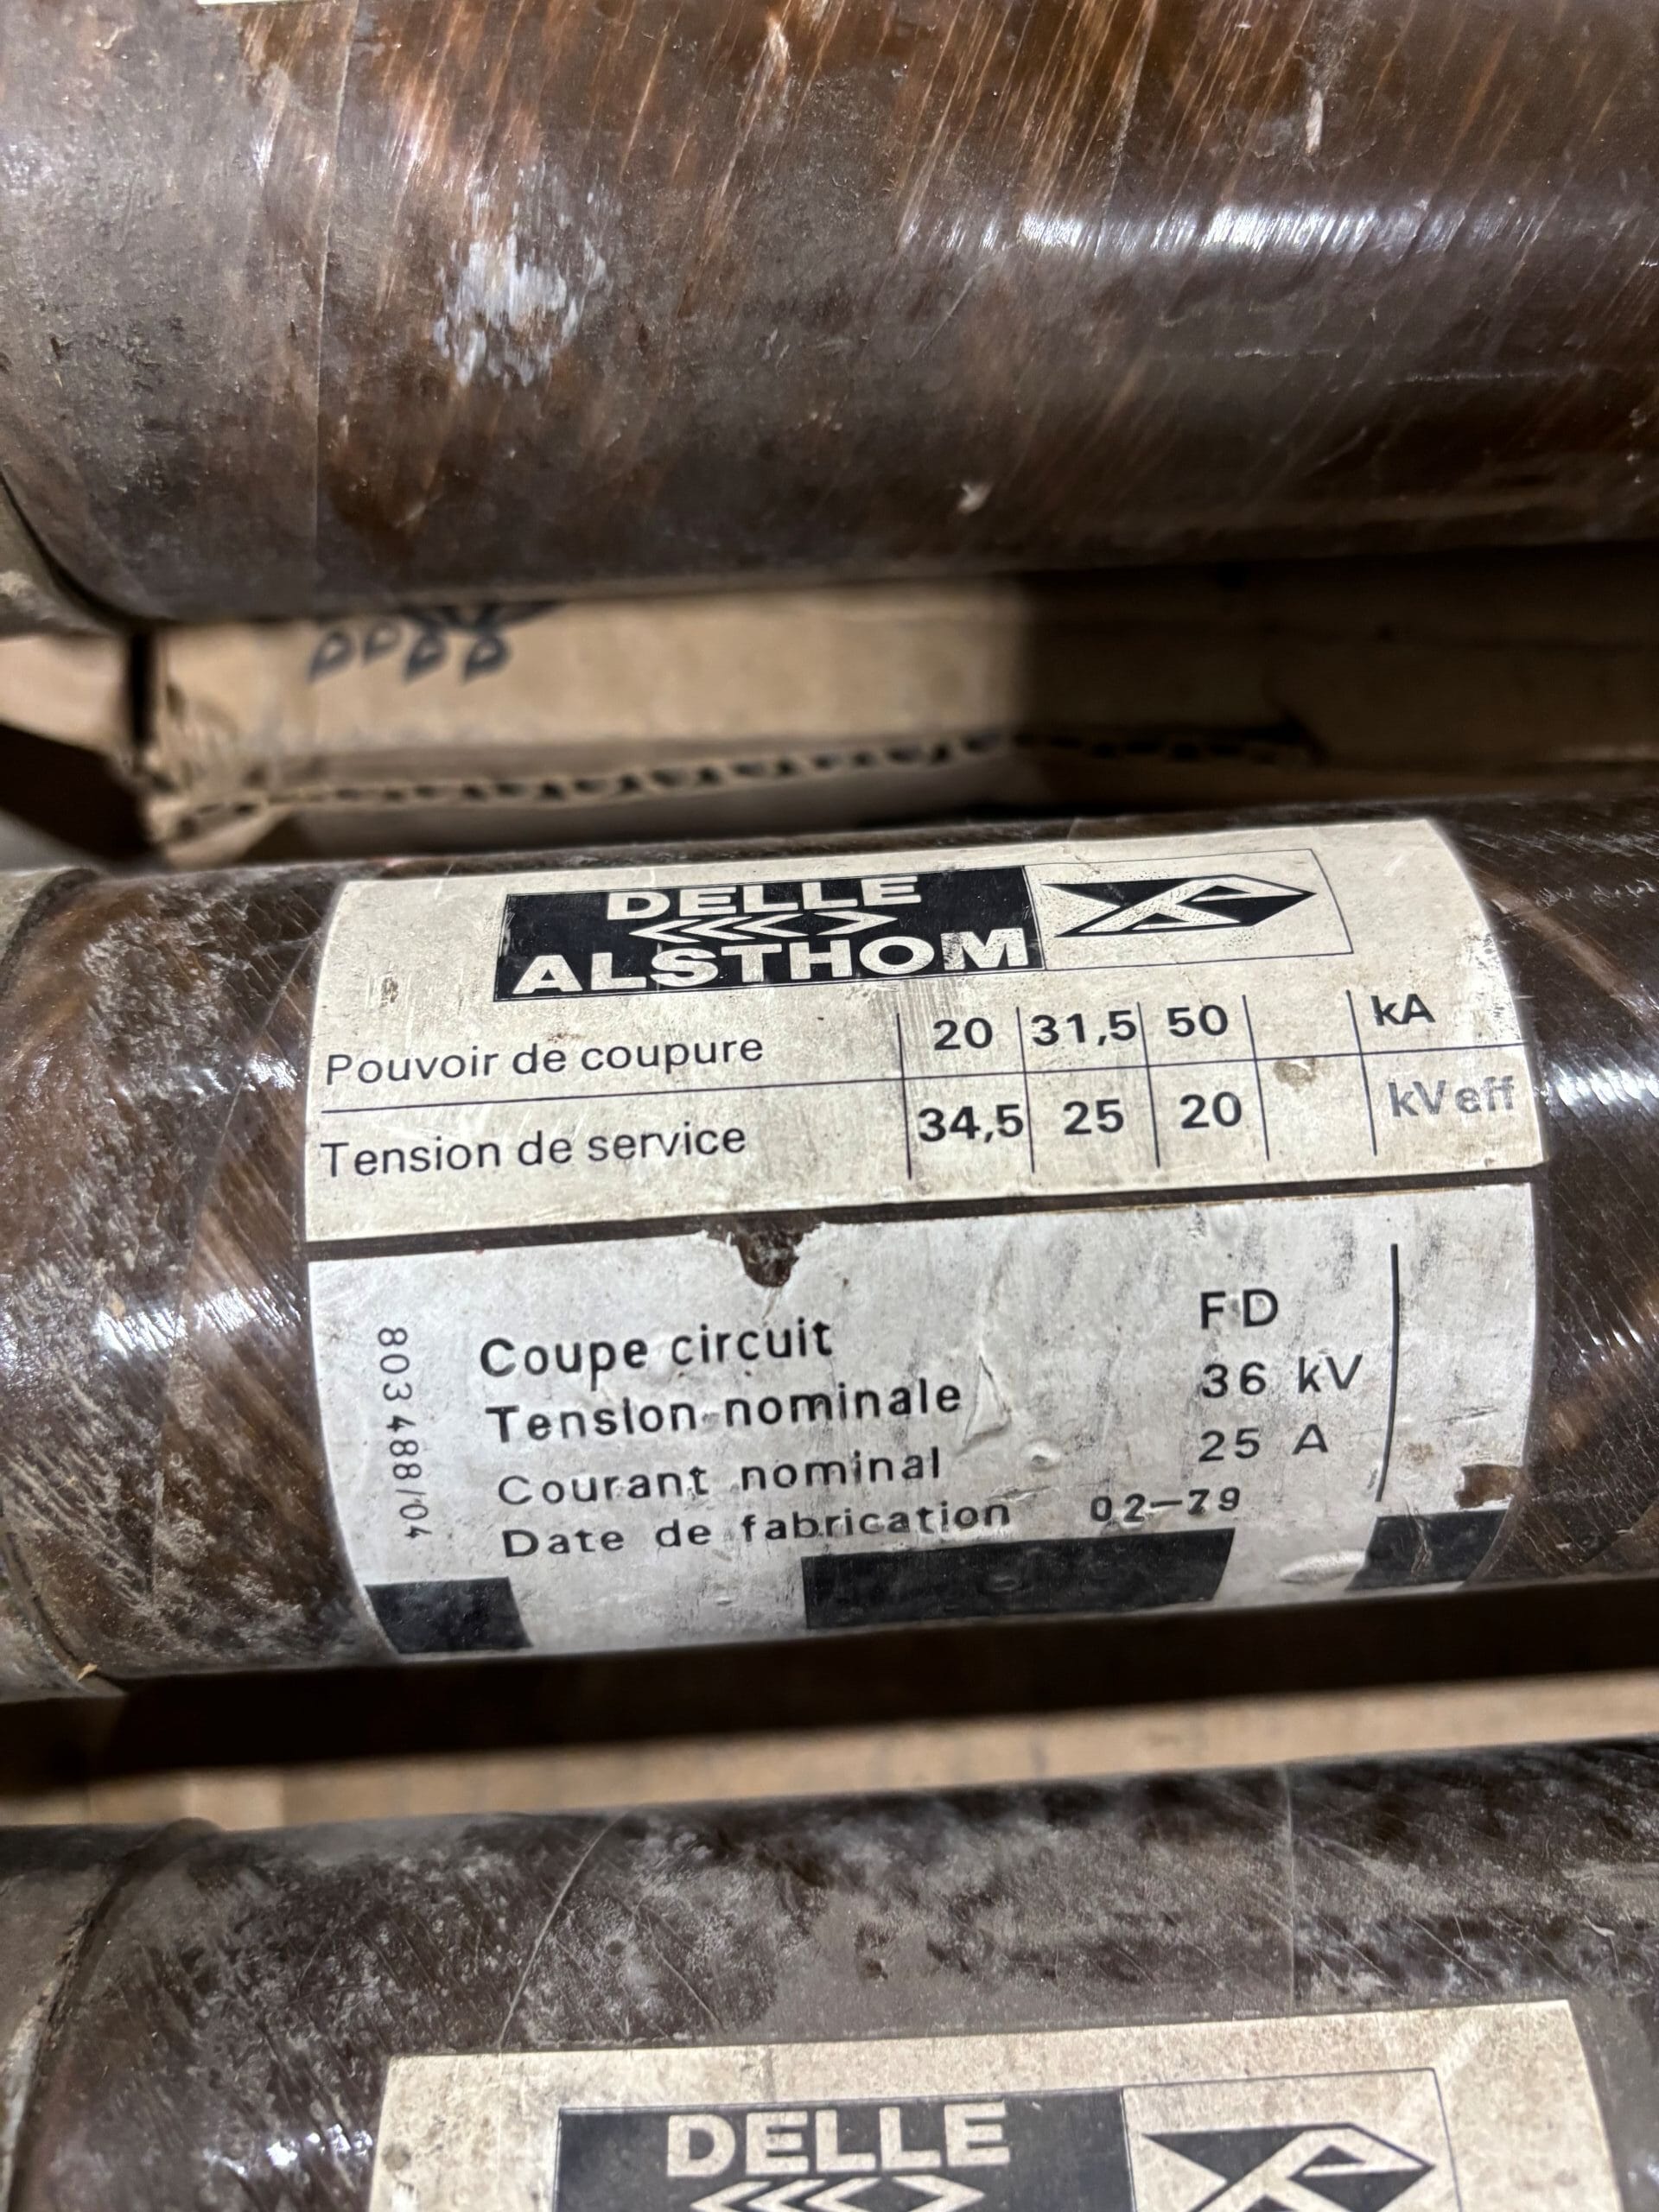 DELLE
ALSTHOM
Pouvoir de coupure 20 31,5 50 kA
Tension de service 34,5 25 20 kVeff
803 488/04
Coupe circuit FD
Tension nominale 36 kV
Courant nominal 25 A
Date de fabrication 02-79
DELLE